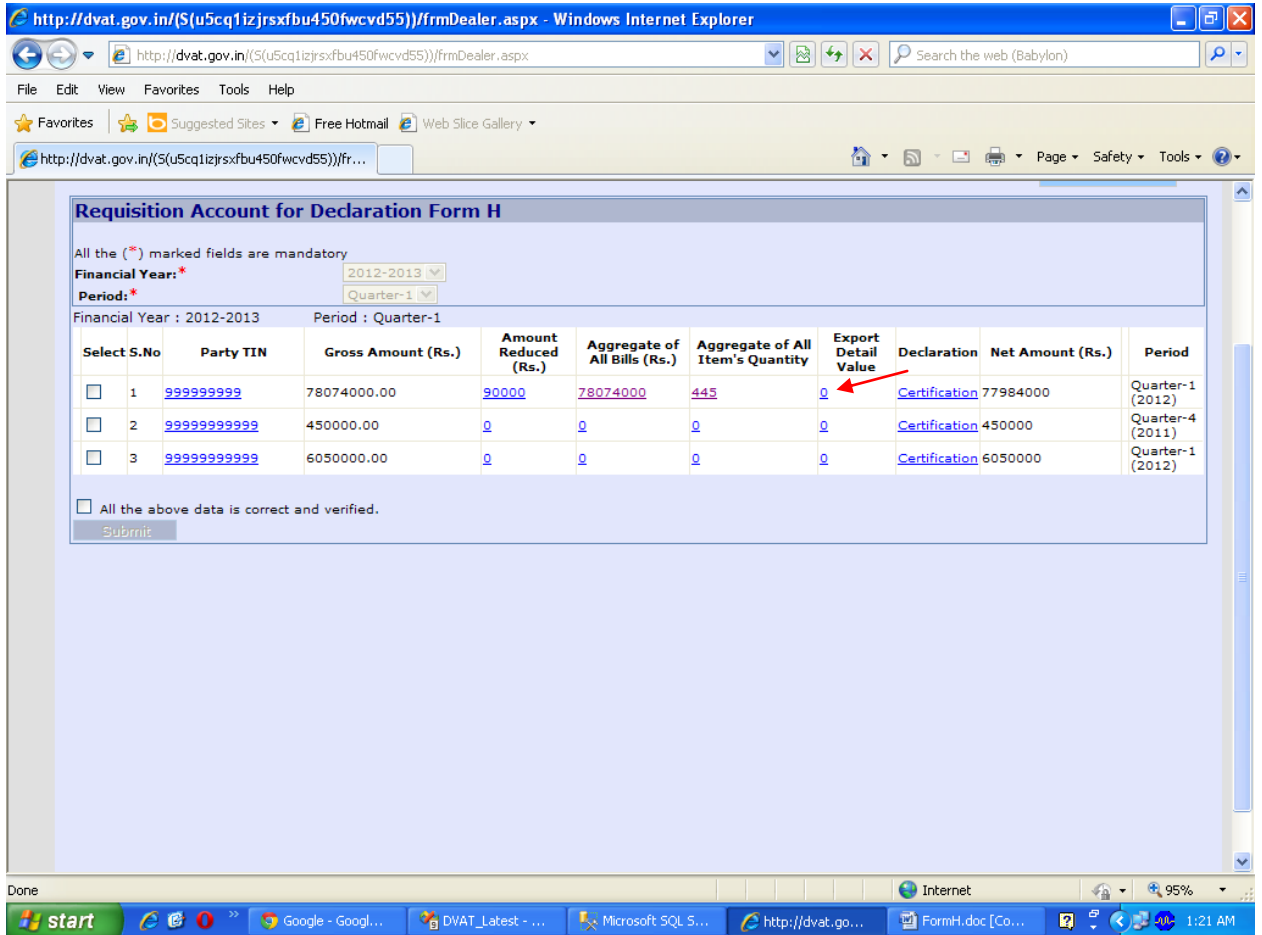 http://dvat.gov.in/(S(u5cq1izjrsxfbu450fwcvd55))/frmDealer.aspx - Windows Internet Explorer
http://dvat.gov.in/(S(u5cq1izjrsxfbu450fwcvd55))/frmDealer.aspx Search the web (Babylon)
File Edit View Favorites Tools Help
Favorites Suggested Sites Free Hotmail Web Slice Gallery
http://dvat.gov.in/(S(u5cq1izjrsxfbu450fwcvd55))/fr... Page Safety Tools
Requisition Account for Declaration Form H
All the (*) marked fields are mandatory
Financial Year:* 2012-2013
Period:* Quarter-1
Financial Year : 2012-2013 Period : Quarter-1
Select S.No Party TIN Gross Amount (Rs.) Amount Reduced (Rs.) Aggregate of All Bills (Rs.) Aggregate of All Item's Quantity Export Detail Value Declaration Net Amount (Rs.) Period
1 999999999 78074000.00 90000 78074000 445 0 Certification 77984000 Quarter-1 (2012)
2 99999999999 450000.00 0 0 0 0 Certification 450000 Quarter-4 (2011)
3 99999999999 6050000.00 0 0 0 0 Certification 6050000 Quarter-1 (2012)
All the above data is correct and verified.
Submit
Done Internet 95%
start Google - Googl... DVAT_Latest - ... Microsoft SQL S... http://dvat.go... FormH.doc [Co... 1:21 AM